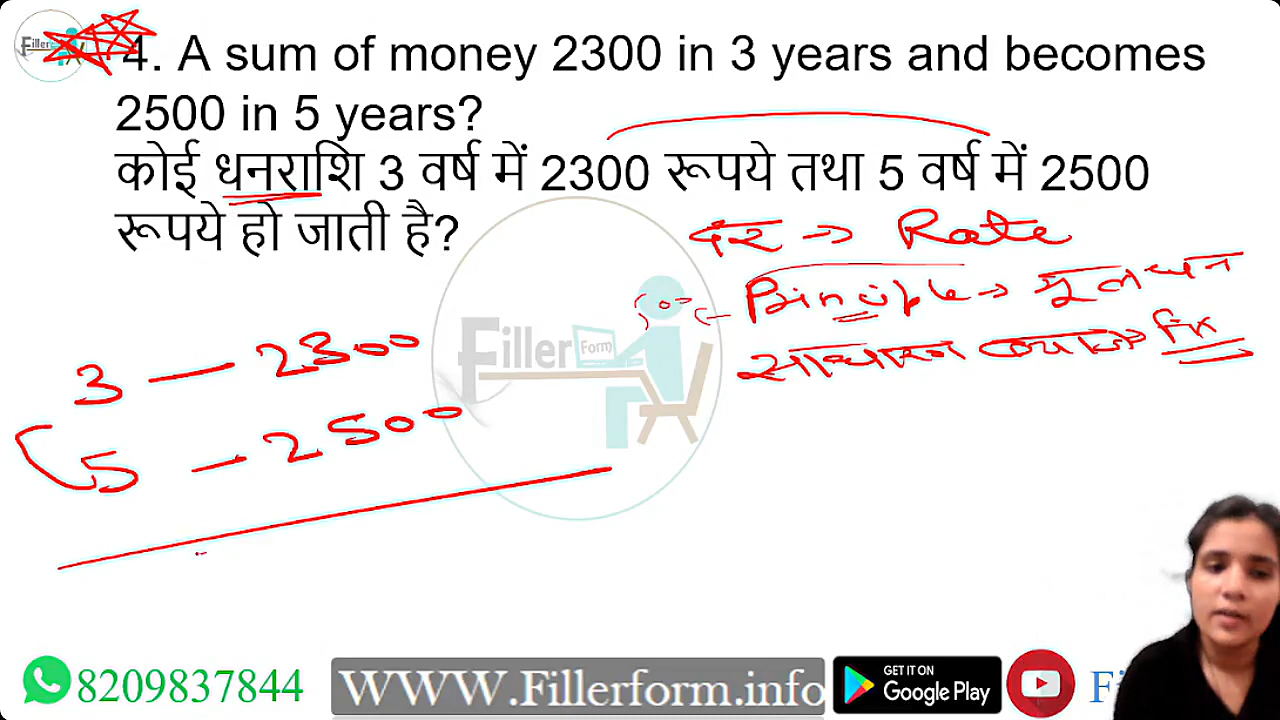 4. A sum of money 2300 in 3 years and becomes
2500 in 5 years?
कोई धनराशि 3 वर्ष में 2300 रूपये तथा 5 वर्ष में 2500
रूपये हो जाती है?
दर → Rate
Principle → मूलधन
साधारण ब्याज → fix
3 — 2300
5 — 2500
Filler Form
8209837844
WWW.Fillerform.info
GET IT ON
Google Play